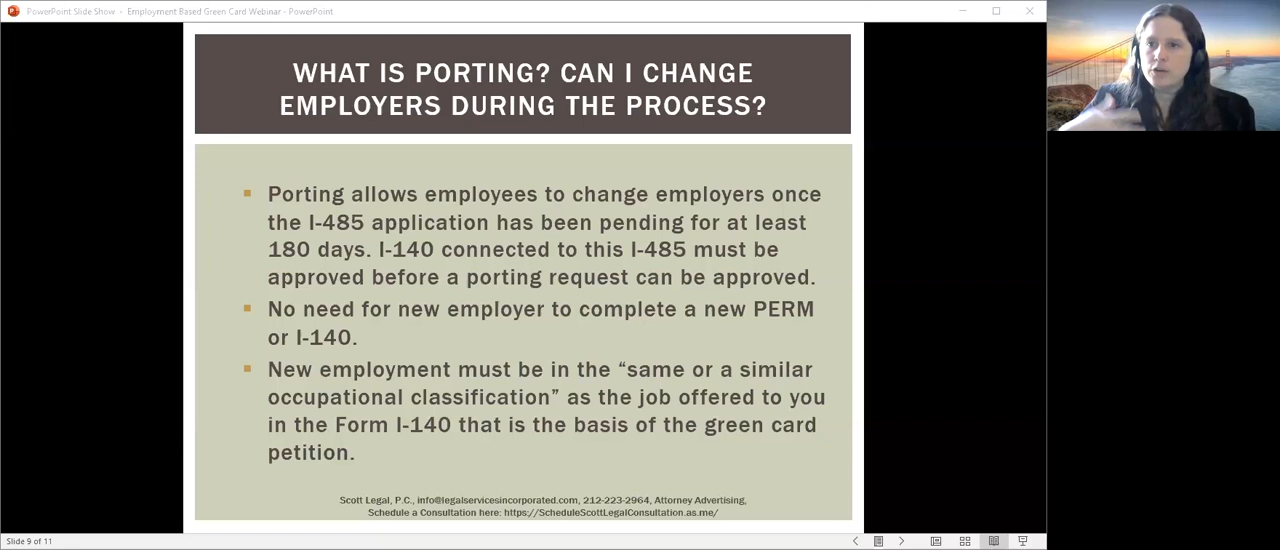 PowerPoint Slide Show - Employment Based Green Card Webinar - PowerPoint
WHAT IS PORTING? CAN I CHANGE
EMPLOYERS DURING THE PROCESS?
Porting allows employees to change employers once
the I-485 application has been pending for at least
180 days. I-140 connected to this I-485 must be
approved before a porting request can be approved.
No need for new employer to complete a new PERM
or I-140.
New employment must be in the “same or a similar
occupational classification” as the job offered to you
in the Form I-140 that is the basis of the green card
petition.
Scott Legal, P.C., info@legalservicesincorporated.com, 212-223-2964, Attorney Advertising,
Schedule a Consultation here: https://ScheduleScottLegalConsultation.as.me/
Slide 9 of 11